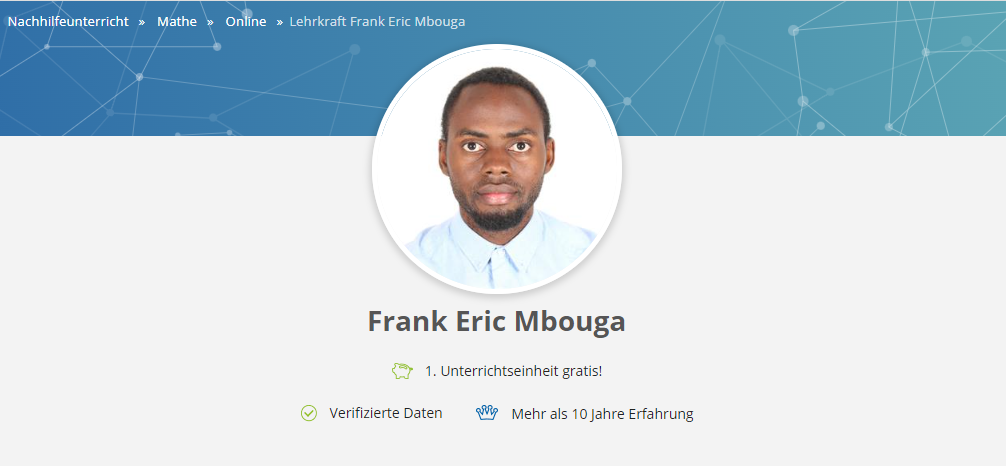 Nachhilfeunterricht » Mathe » Online » Lehrkraft Frank Eric Mbouga
Frank Eric Mbouga
1. Unterrichtseinheit gratis!
Verifizierte Daten Mehr als 10 Jahre Erfahrung